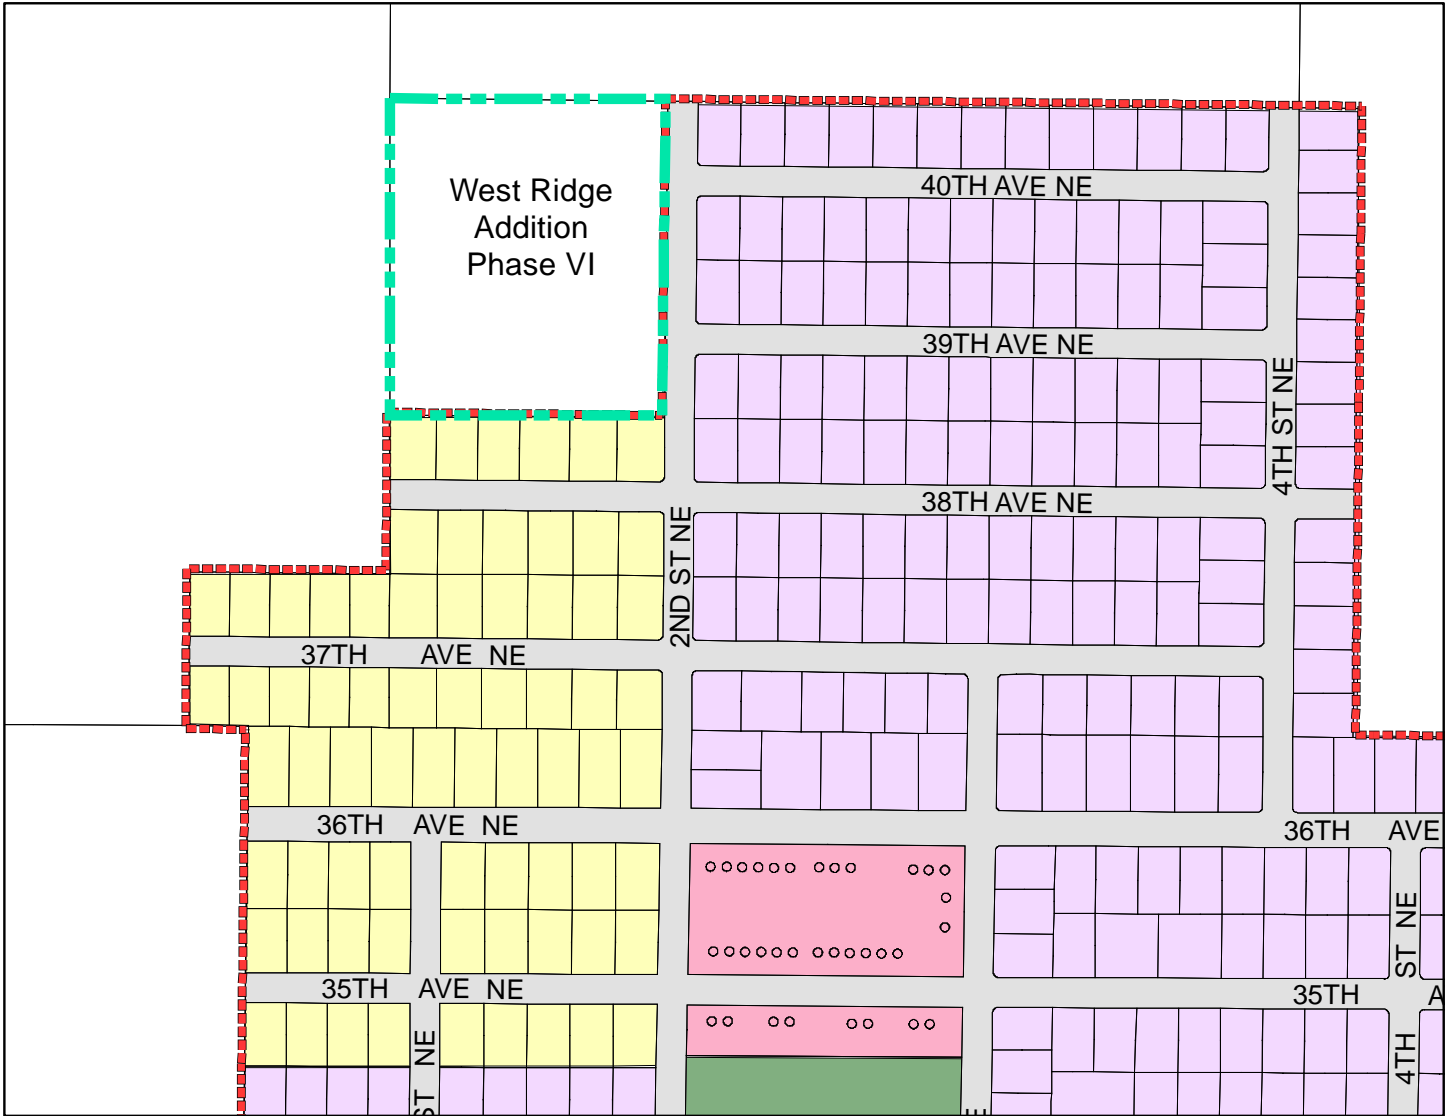 40TH AVE NE
West Ridge
Addition
Phase VI
39TH AVE NE
4TH ST NE
38TH AVE NE
2ND ST NE
37TH AVE NE
36TH AVE NE
36TH AVE
ST NE
35TH AVE NE
35TH A
ST NE
4TH
E